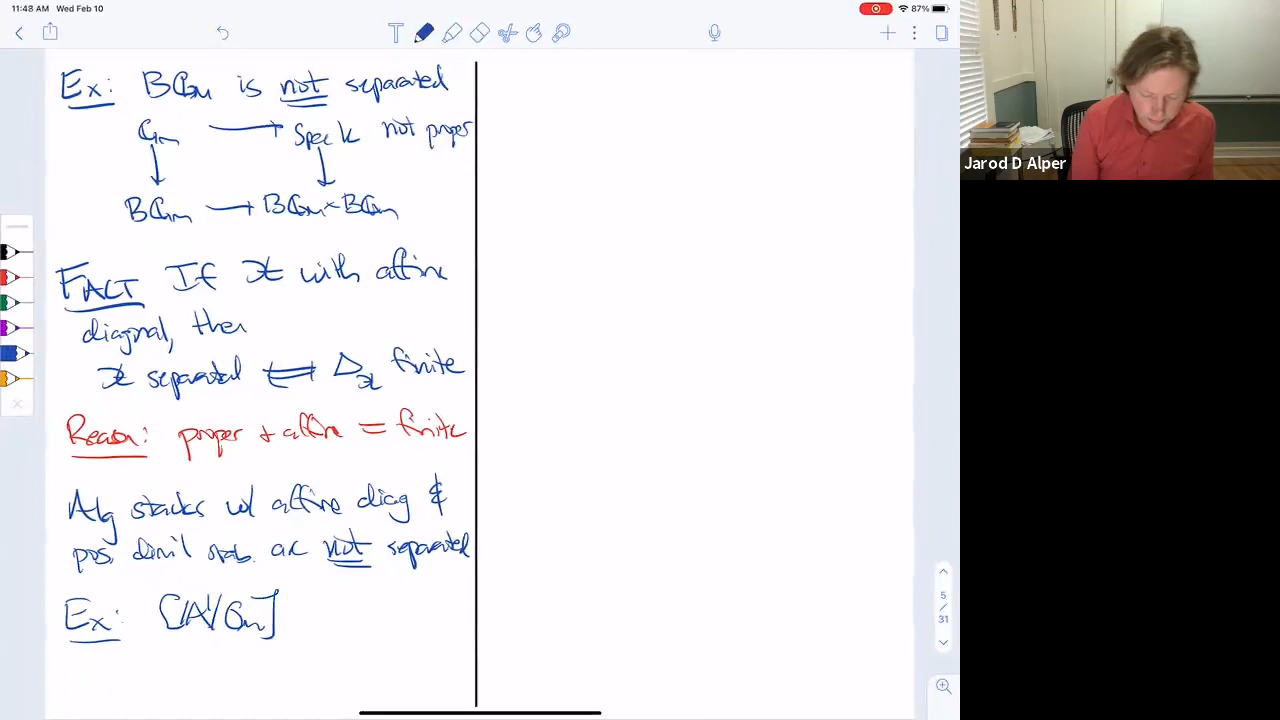 11:48 AM Wed Feb 10
87%
Ex: BGm is not separated
Gm → Spec k not proper
↓ ↓
BGm → BGm × BGm
FACT If 𝒳 with affine
diagonal, then
𝒳 separated ⟺ Δ𝒳 finite
Reason: proper + affine = finite
Alg stacks w/ affine diag &
pos. dim'l stab. are not separated
Ex: [A¹/Gm]
Jarod D Alper
5
/
31